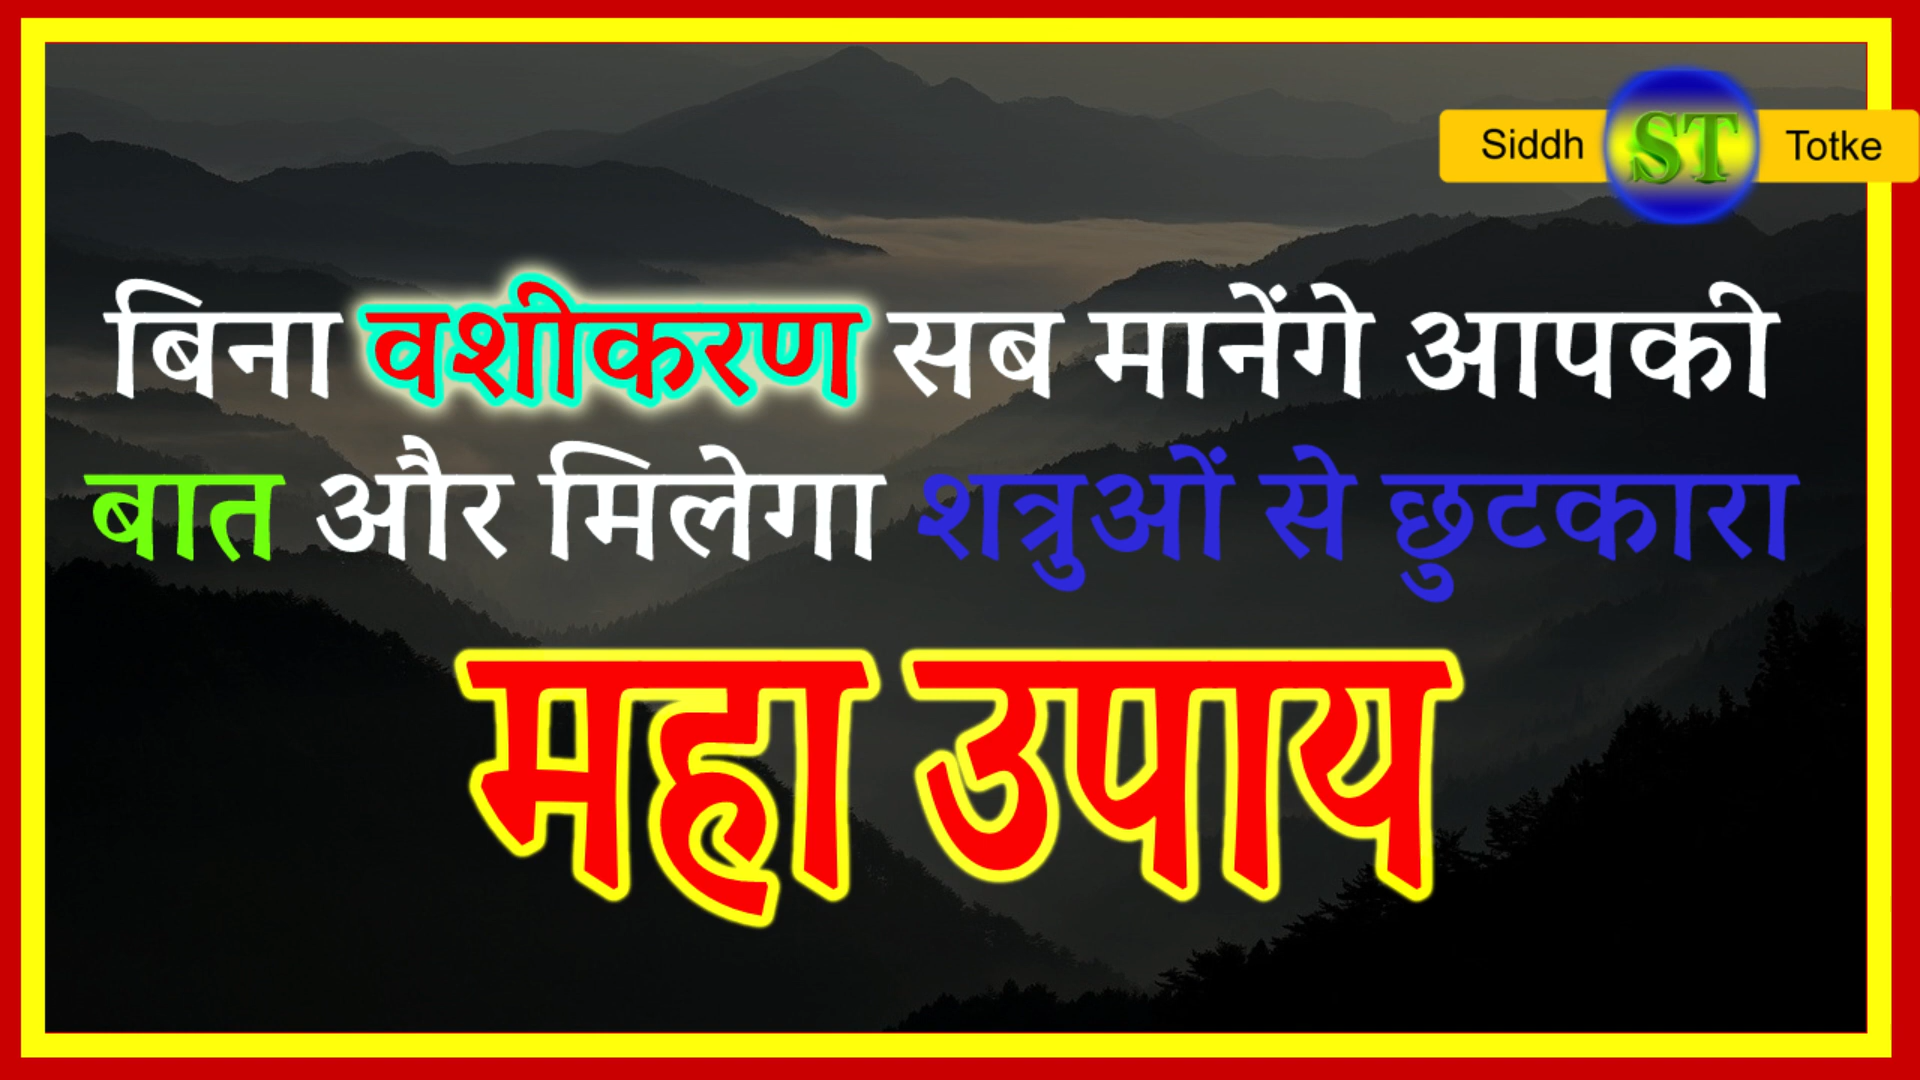 Siddh ST Totke
बिना वशीकरण सब मानेंगे आपकी
बात और मिलेगा शत्रुओं से छुटकारा
महा उपाय